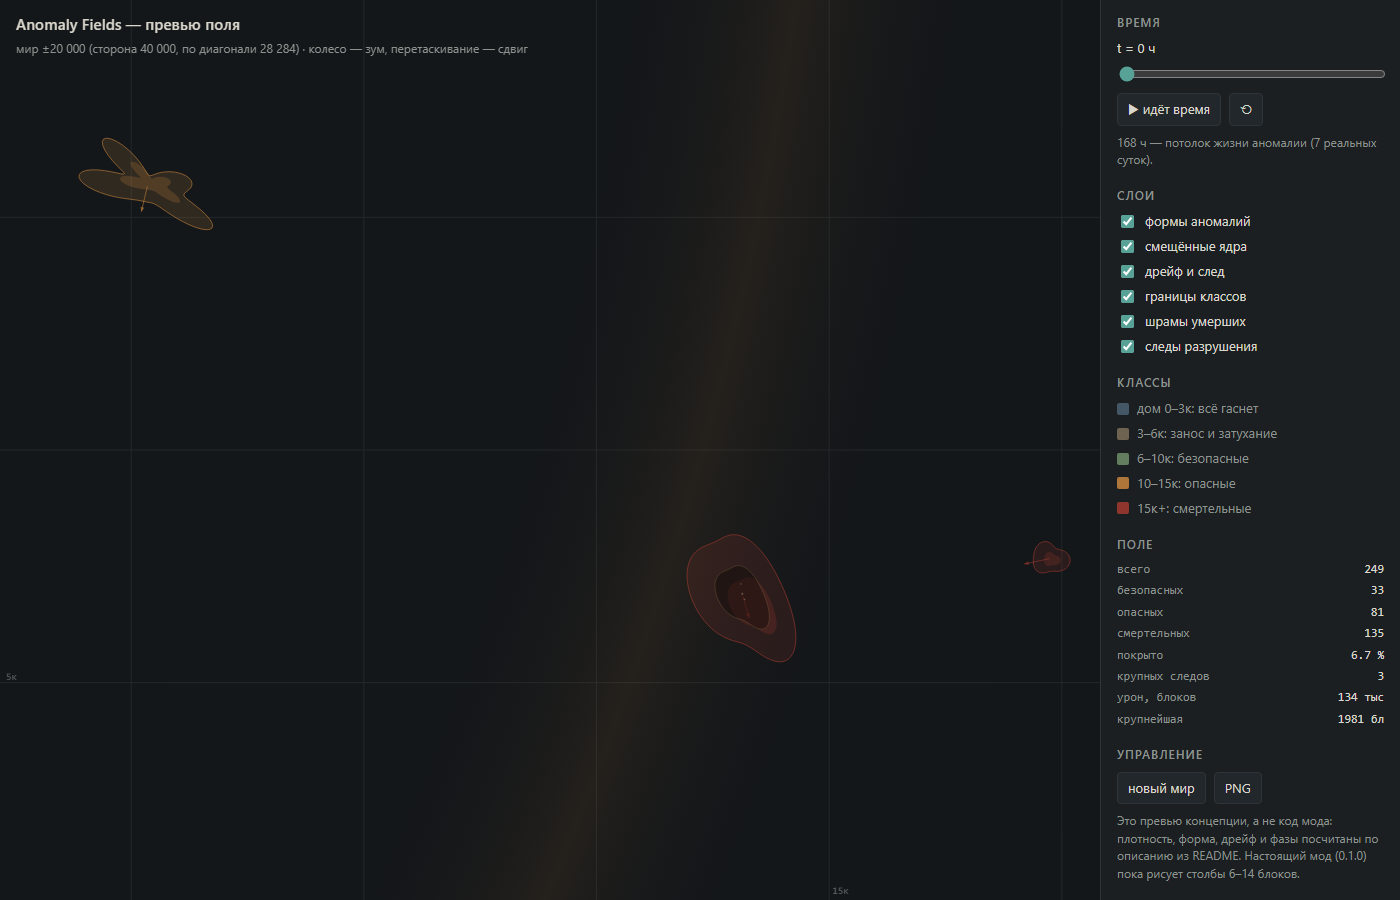 Anomaly Fields — превью поля
мир ±20 000 (сторона 40 000, по диагонали 28 284) · колесо — зум, перетаскивание — сдвиг
5к
15к
ВРЕМЯ
t = 0 ч
▶ идёт время
⟲
168 ч — потолок жизни аномалии (7 реальных
суток).
СЛОИ
формы аномалий
смещённые ядра
дрейф и след
границы классов
шрамы умерших
следы разрушения
КЛАССЫ
дом 0–3к: всё гаснет
3–6к: занос и затухание
6–10к: безопасные
10–15к: опасные
15к+: смертельные
ПОЛЕ
всего 249
безопасных 33
опасных 81
смертельных 135
покрыто 6.7 %
крупных следов 3
урон, блоков 134 тыс
крупнейшая 1981 бл
УПРАВЛЕНИЕ
новый мир PNG
Это превью концепции, а не код мода:
плотность, форма, дрейф и фазы посчитаны по
описанию из README. Настоящий мод (0.1.0)
пока рисует столбы 6–14 блоков.